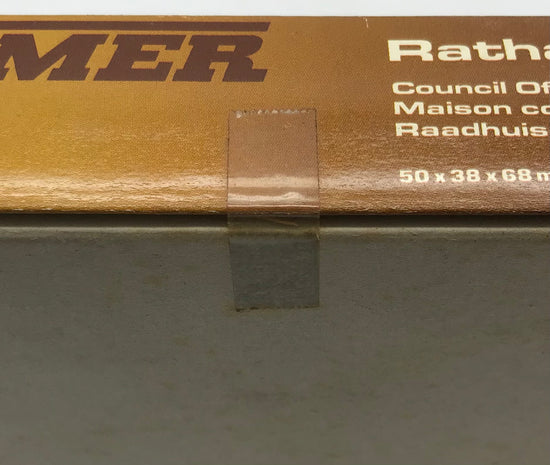 MER
Ratha
Council Of
Maison co
Raadhuis
50 x 38 x 68 m